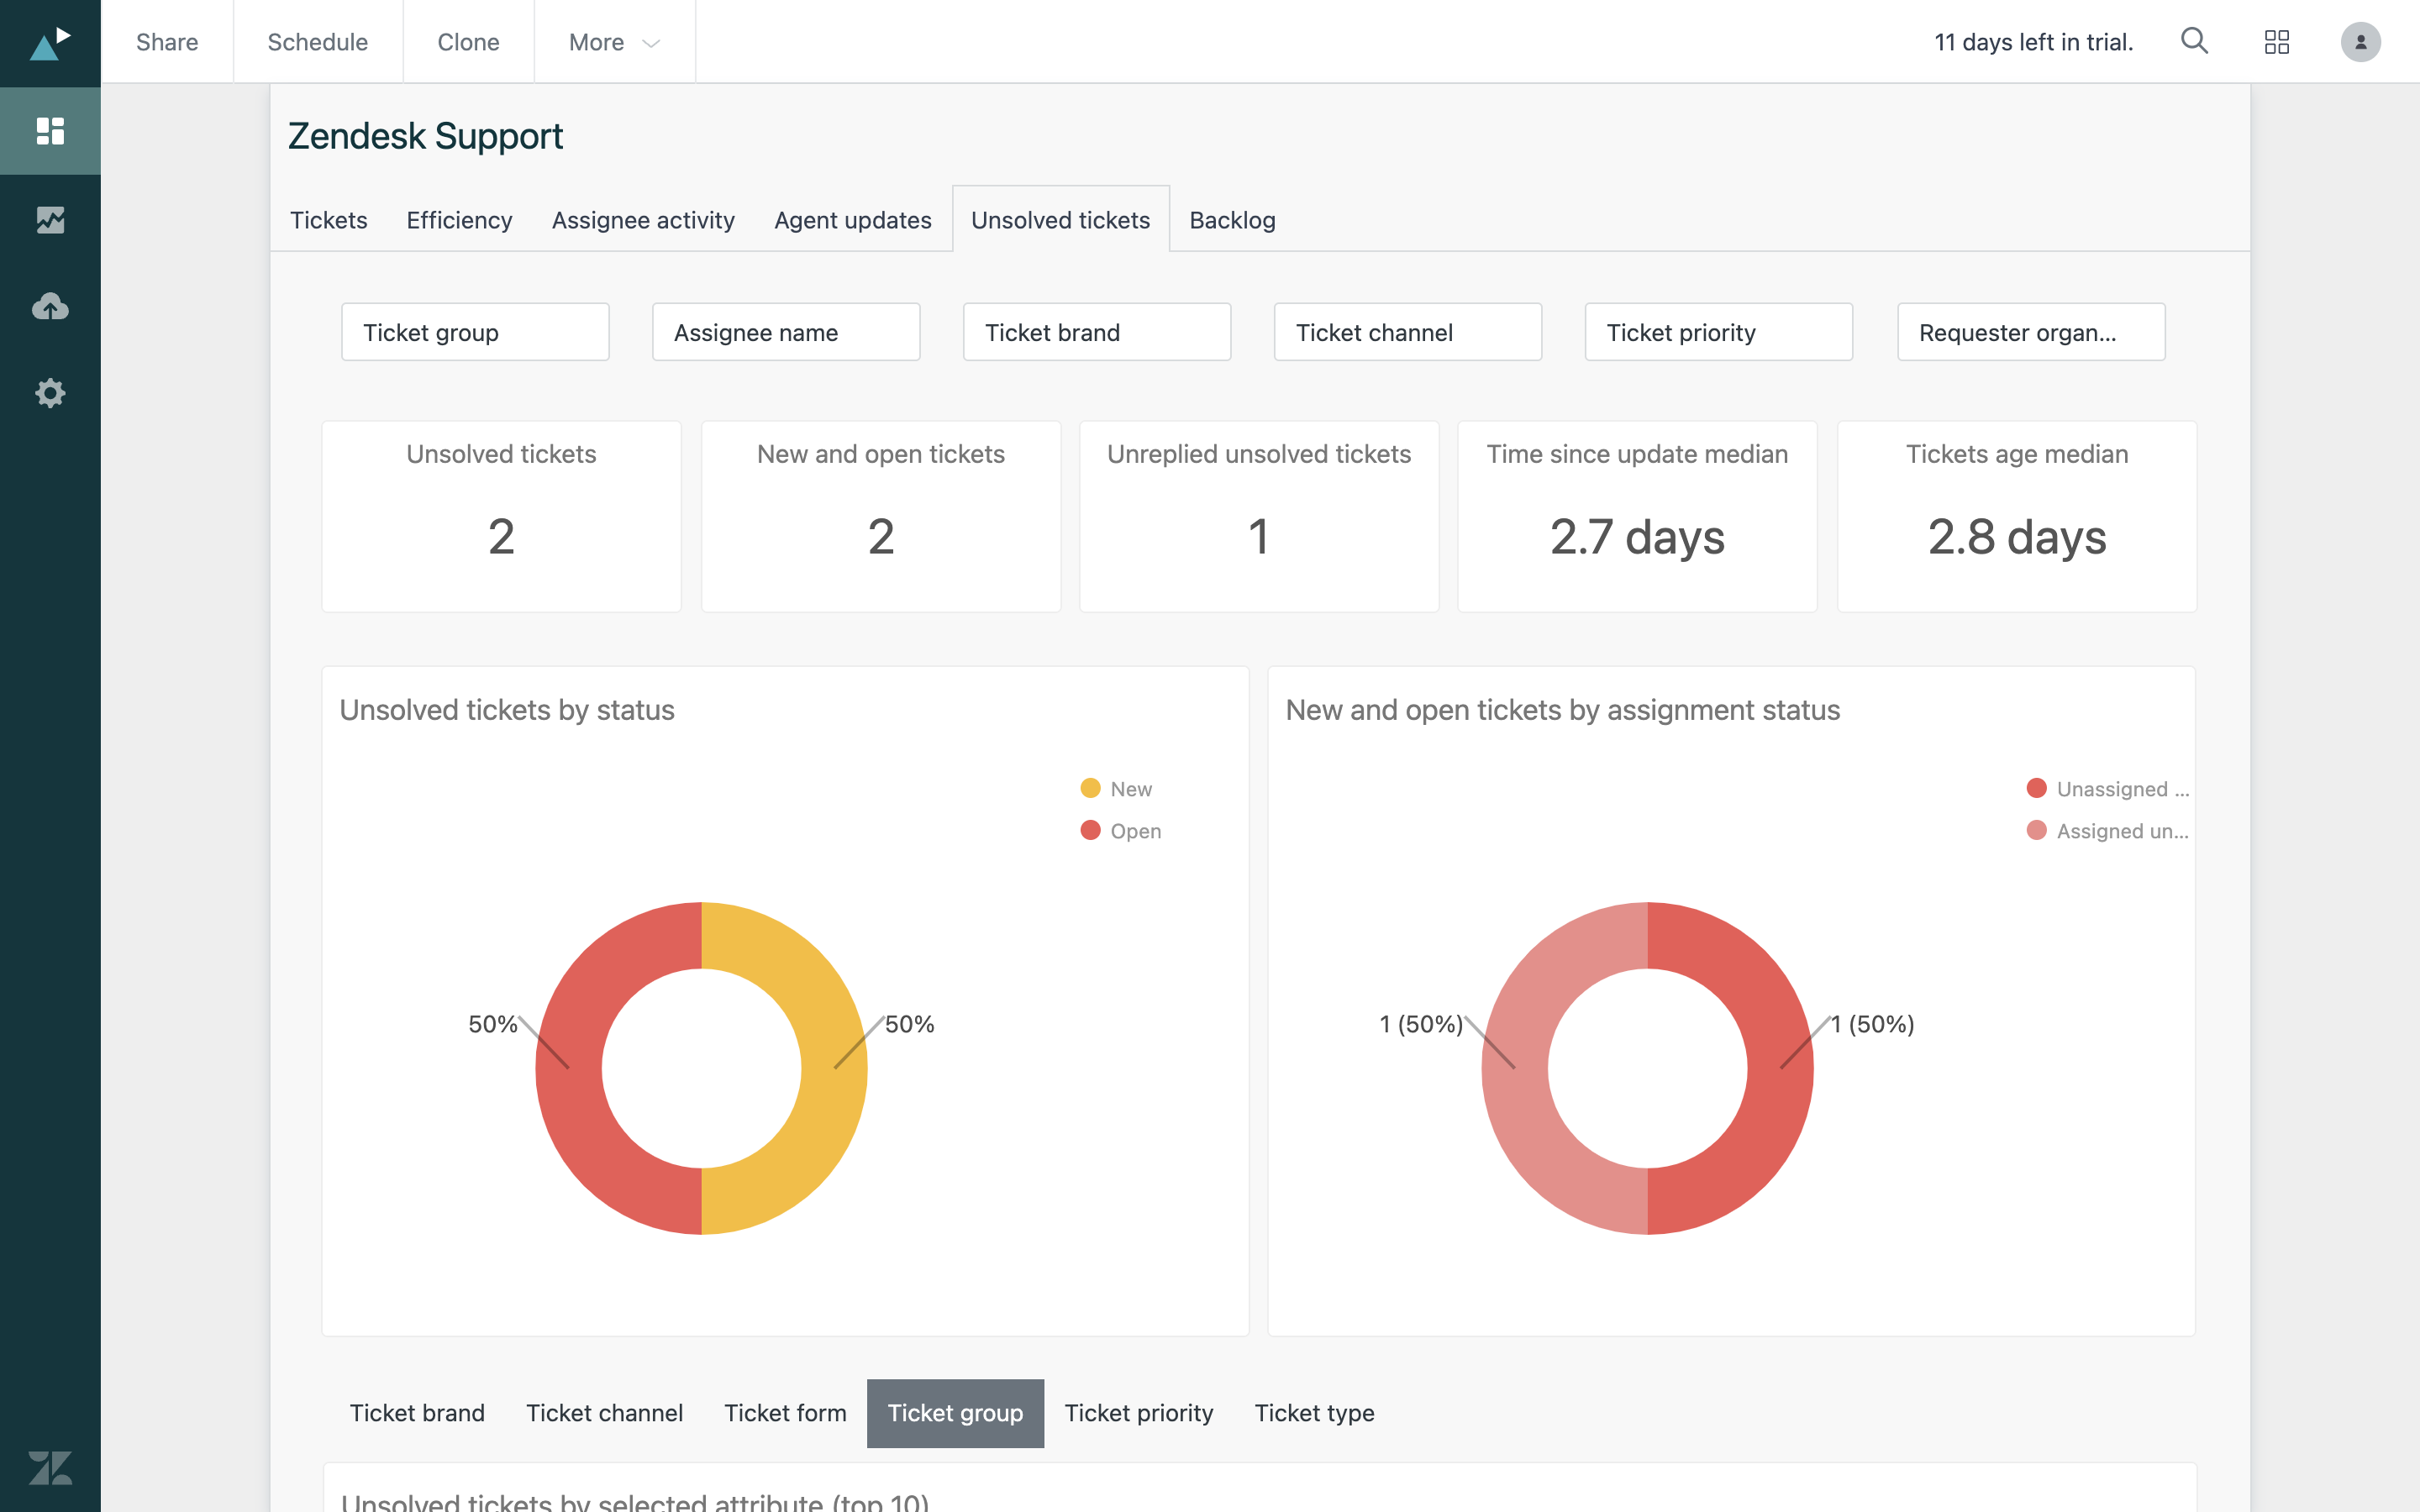 Share Schedule Clone More 11 days left in trial.
Zendesk Support
Tickets Efficiency Assignee activity Agent updates Unsolved tickets Backlog
Ticket group Assignee name Ticket brand Ticket channel Ticket priority Requester organ...
Unsolved tickets New and open tickets Unreplied unsolved tickets Time since update median Tickets age median
2 2 1 2.7 days 2.8 days
Unsolved tickets by status New and open tickets by assignment status
New Unassigned ...
Open Assigned un...
50% 50% 1 (50%) 1 (50%)
Ticket brand Ticket channel Ticket form Ticket group Ticket priority Ticket type
Unsolved tickets by selected attribute (top 10)